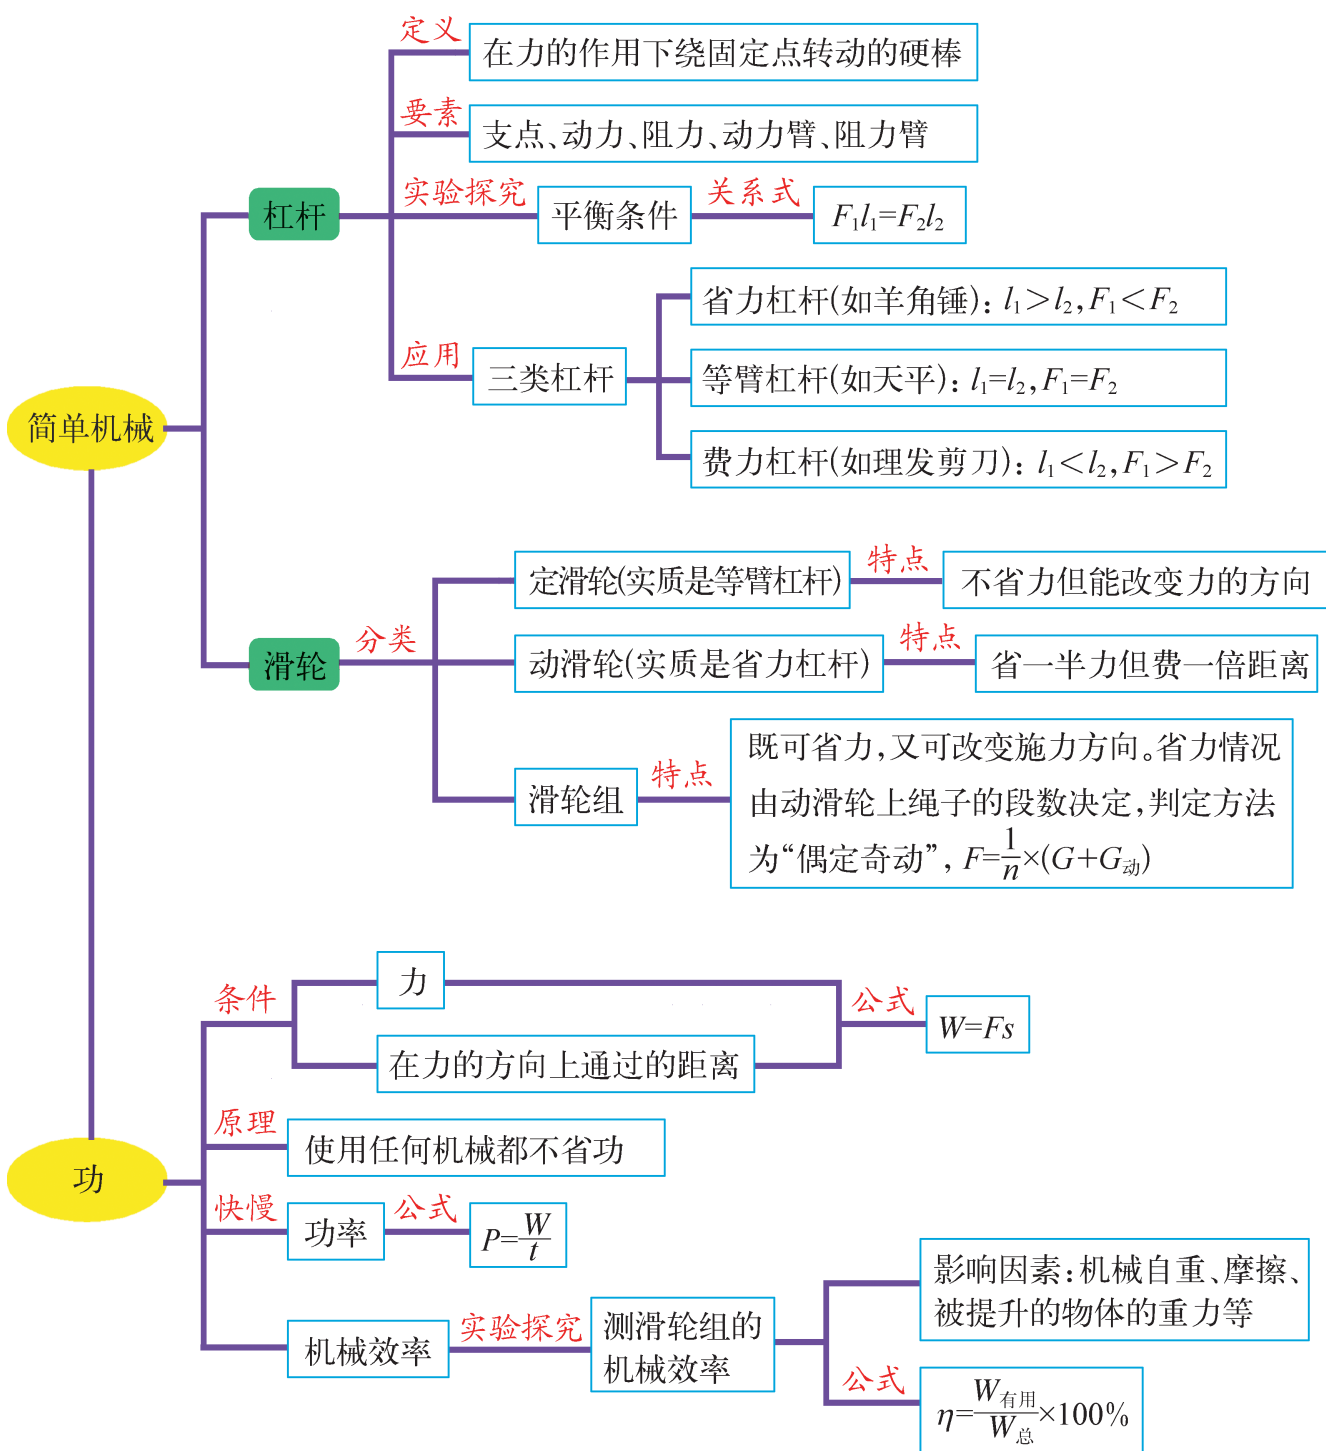 定义
在力的作用下绕固定点转动的硬棒
要素
支点、动力、阻力、动力臂、阻力臂
杠杆
实验探究
平衡条件
关系式
F₁l₁=F₂l₂
应用
三类杠杆
省力杠杆(如羊角锤)：l₁>l₂,F₁<F₂
等臂杠杆(如天平)：l₁=l₂,F₁=F₂
费力杠杆(如理发剪刀)：l₁<l₂,F₁>F₂
简单机械
滑轮
分类
定滑轮(实质是等臂杠杆)
特点
不省力但能改变力的方向
动滑轮(实质是省力杠杆)
特点
省一半力但费一倍距离
滑轮组
特点
既可省力,又可改变施力方向。省力情况
由动滑轮上绳子的段数决定,判定方法
为“偶定奇动”, F=1/n×(G+G动)
功
条件
力
在力的方向上通过的距离
公式
W=Fs
原理
使用任何机械都不省功
快慢
功率
公式
P=W/t
机械效率
实验探究
测滑轮组的
机械效率
影响因素：机械自重、摩擦、
被提升的物体的重力等
公式
η=W有用/W总×100%